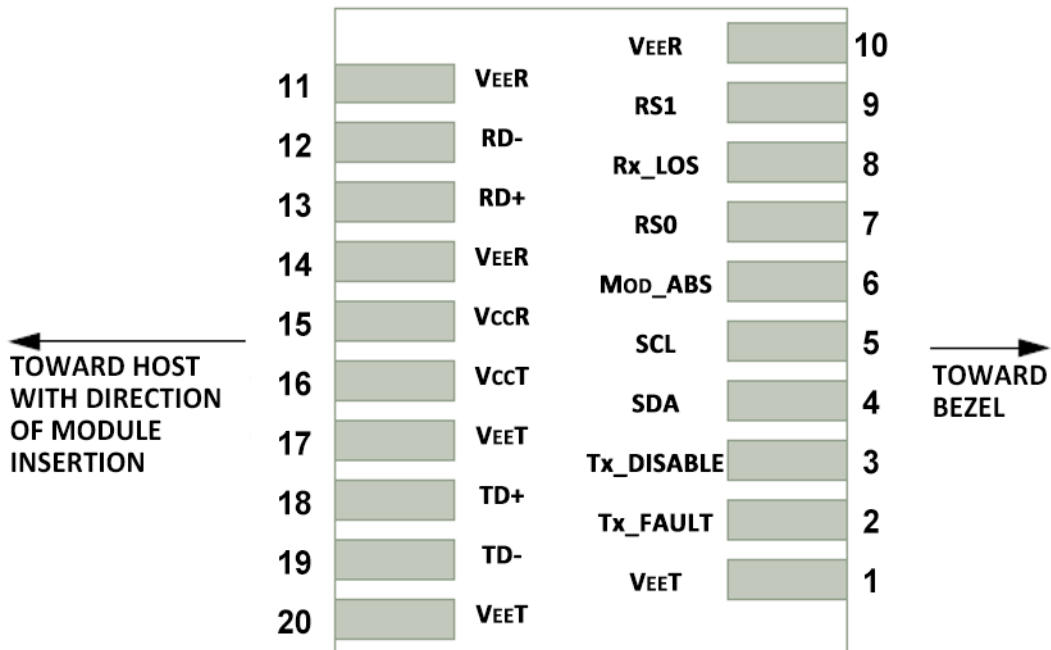 VEER 10
11 VEER
RS1 9
12 RD-
Rx_LOS 8
13 RD+
RS0 7
14 VEER
MOD_ABS 6
15 VCCR
SCL 5
16 VCCT
SDA 4
17 VEET
Tx_DISABLE 3
18 TD+
Tx_FAULT 2
19 TD-
VEET 1
20 VEET
TOWARD HOST
WITH DIRECTION
OF MODULE
INSERTION
TOWARD
BEZEL